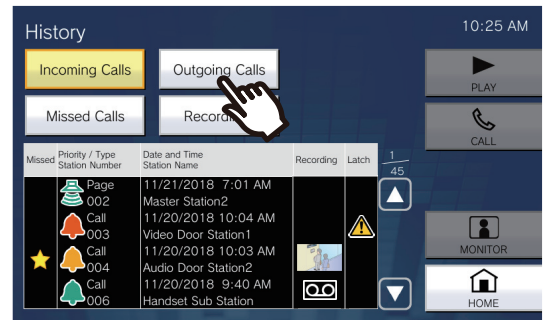 History
10:25 AM
Incoming Calls
Outgoing Calls
Missed Calls
PLAY
CALL
Missed
Priority / Type
Station Number
Date and Time
Station Name
Recording
Latch
1
45
Page 11/21/2018 7:01 AM
002 Master Station2
Call 11/20/2018 10:04 AM
003 Video Door Station1
Call 11/20/2018 10:03 AM
004 Audio Door Station2
Call 11/20/2018 9:40 AM
006 Handset Sub Station
MONITOR
HOME